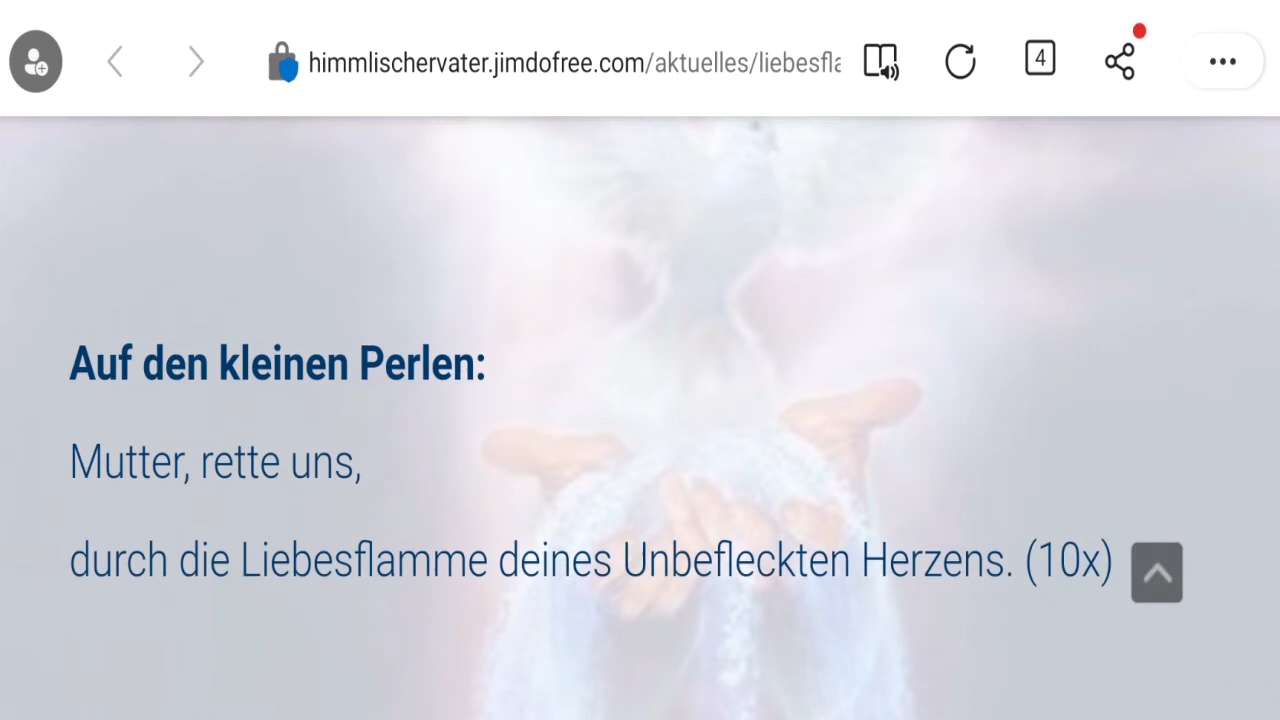 himmlischervater.jimdofree.com/aktuelles/liebesfla
4
Auf den kleinen Perlen:
Mutter, rette uns,
durch die Liebesflamme deines Unbefleckten Herzens. (10x)